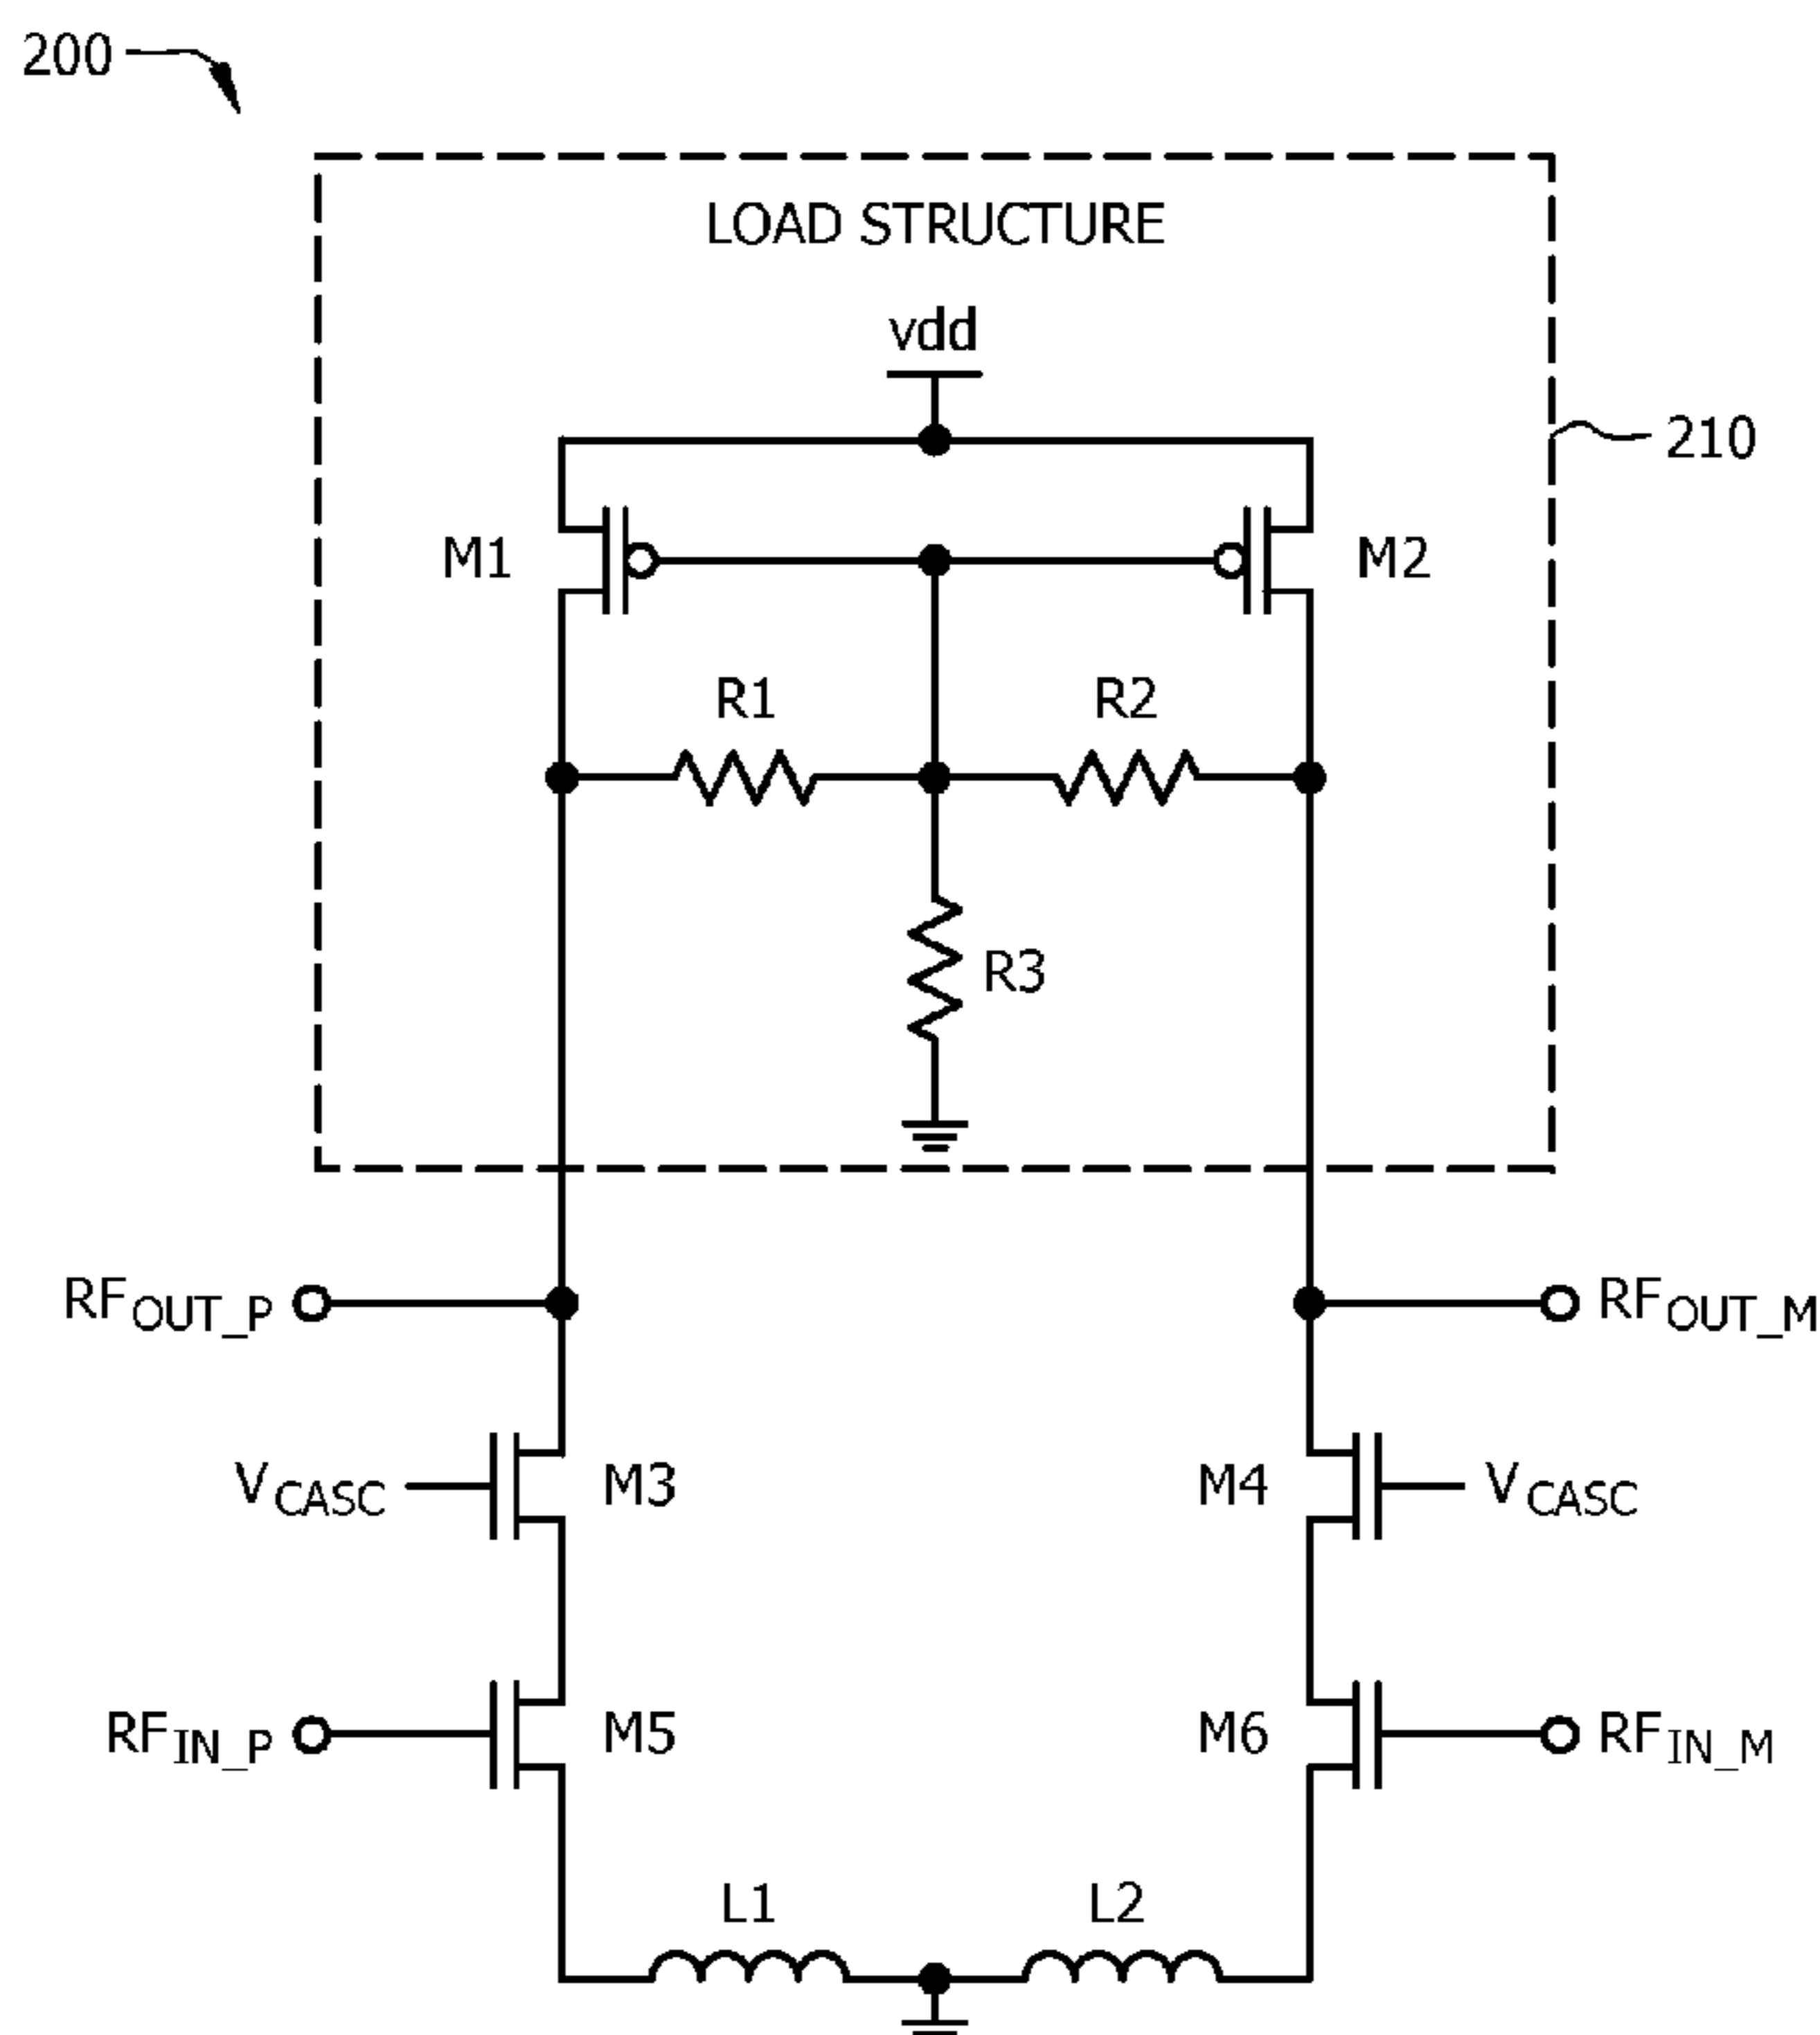 200
LOAD STRUCTURE
vdd
210
M1
M2
R1
R2
R3
RFOUT_P
RFOUT_M
VCASC
M3
M4
VCASC
RFIN_P
M5
M6
RFIN_M
L1
L2